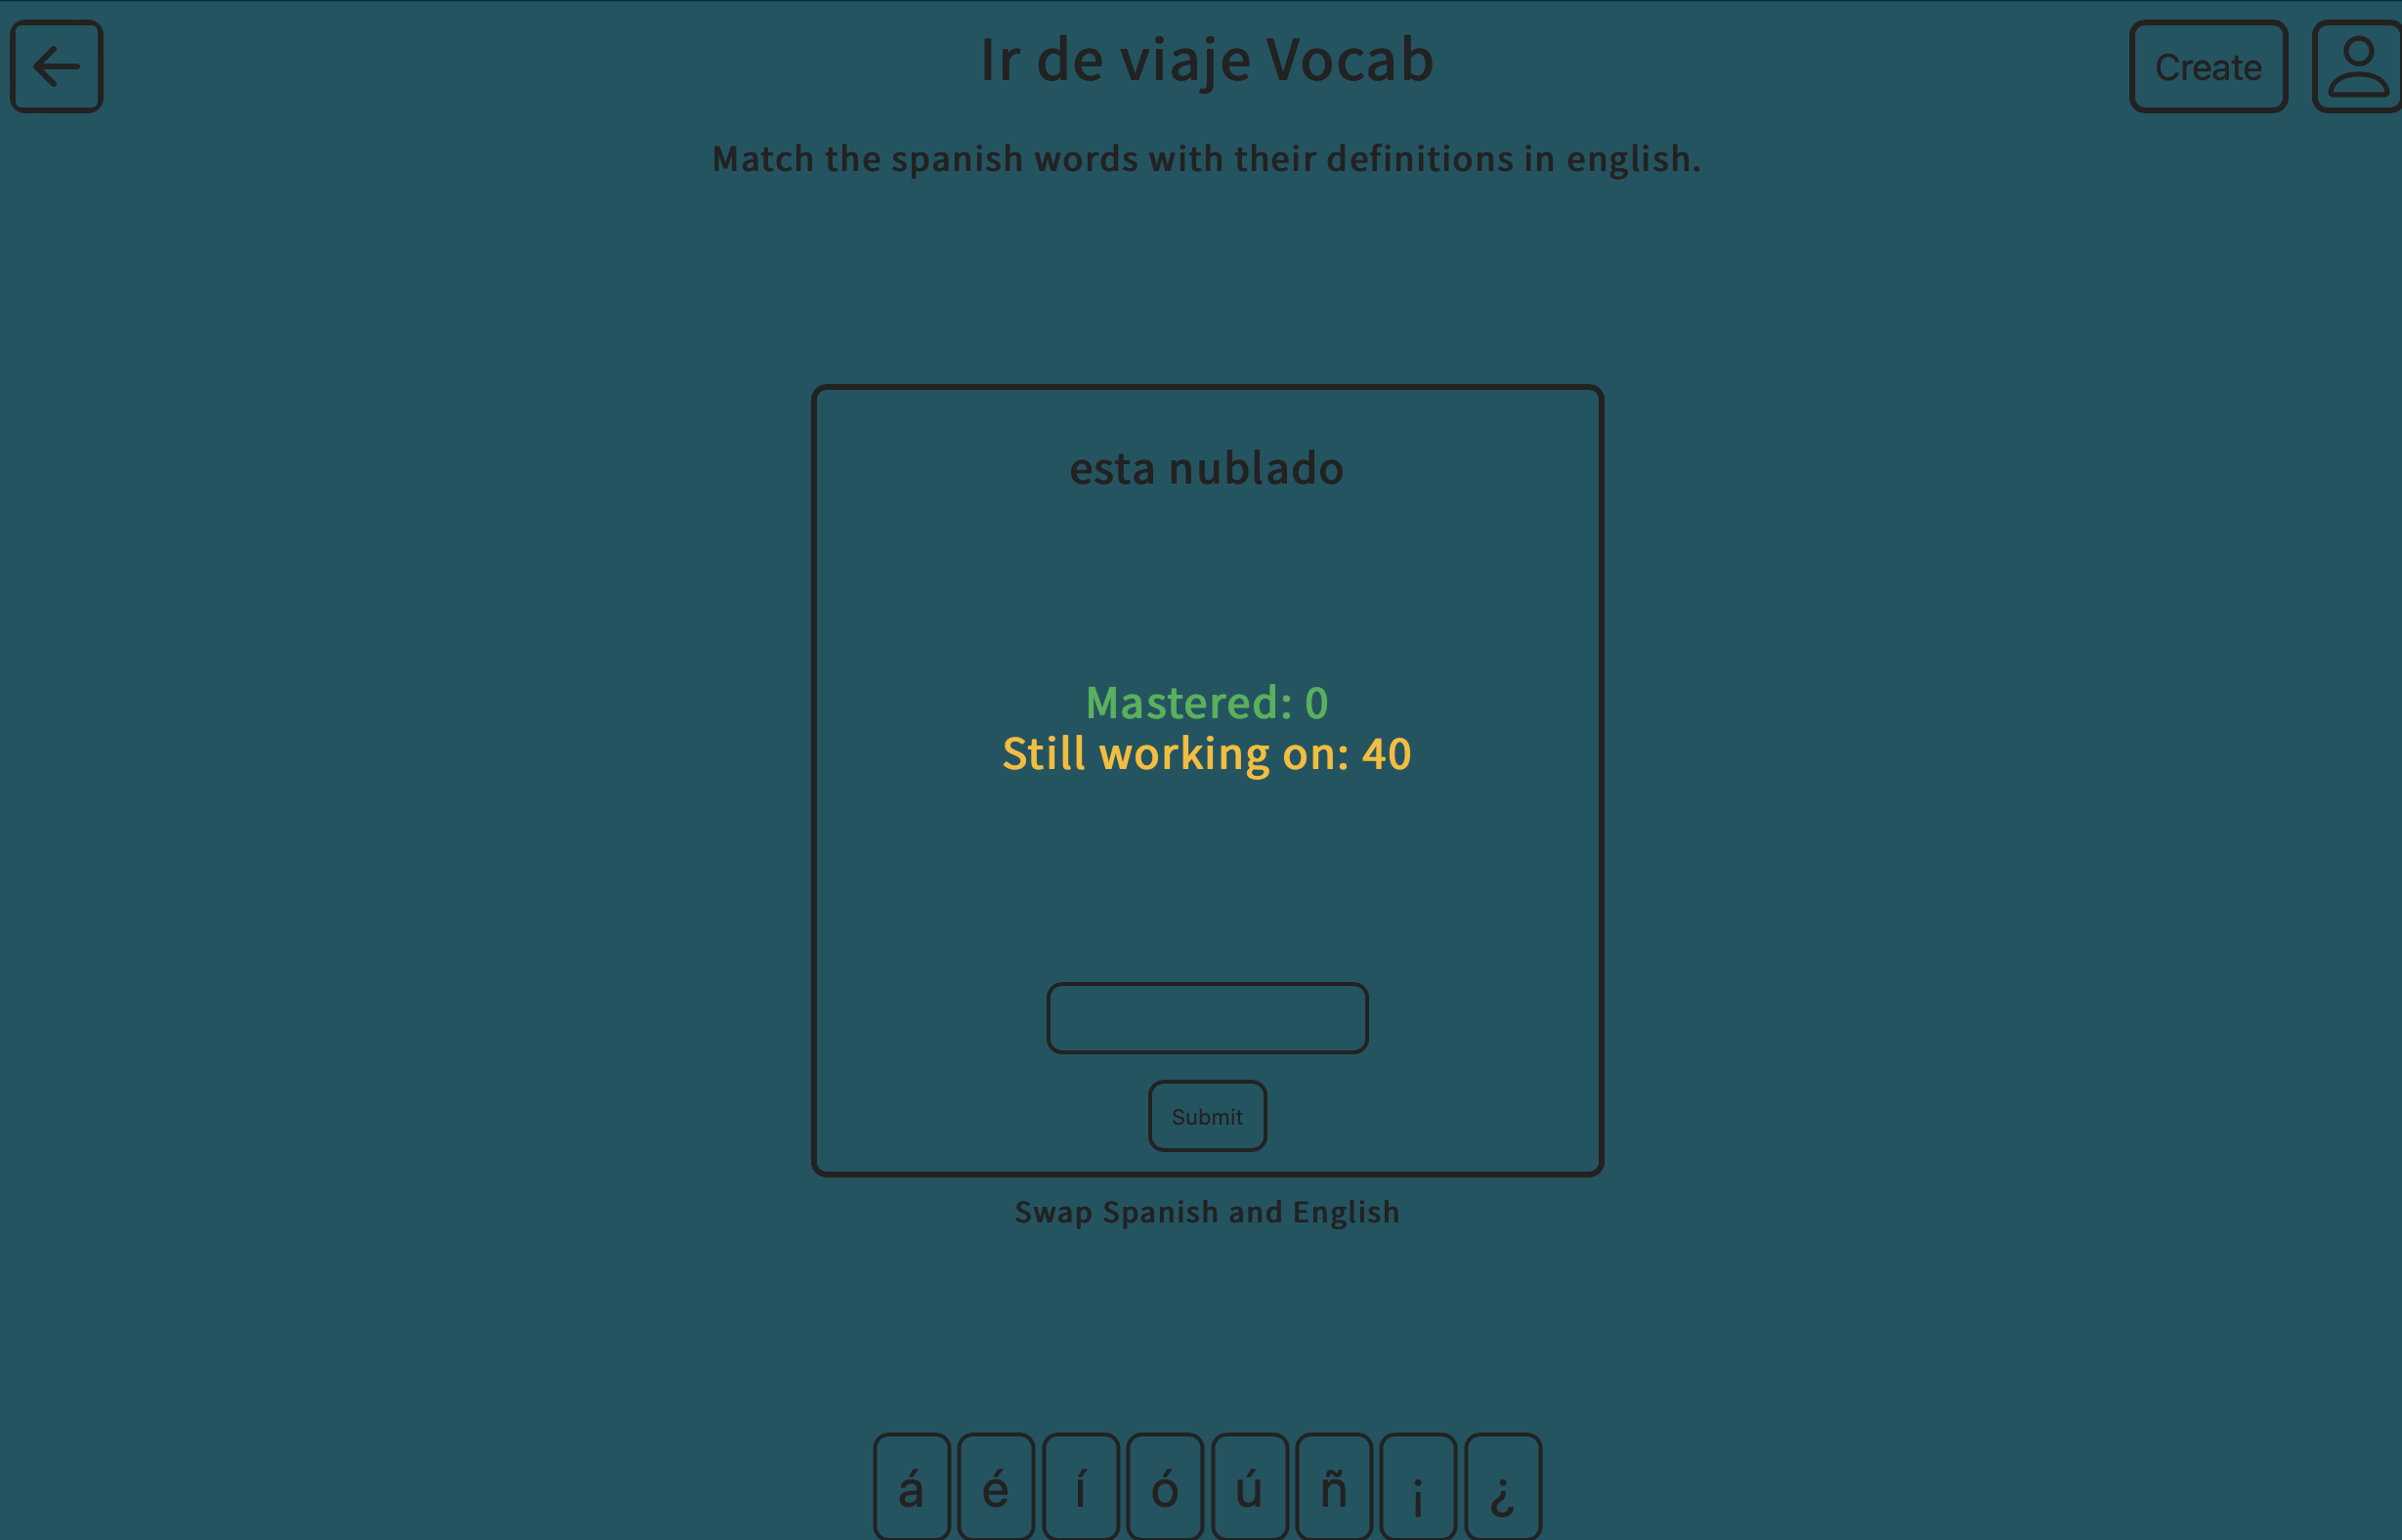 Ir de viaje Vocab
Create
Match the spanish words with their definitions in english.
esta nublado
Mastered: 0
Still working on: 40
Submit
Swap Spanish and English
á é í ó ú ñ ¡ ¿